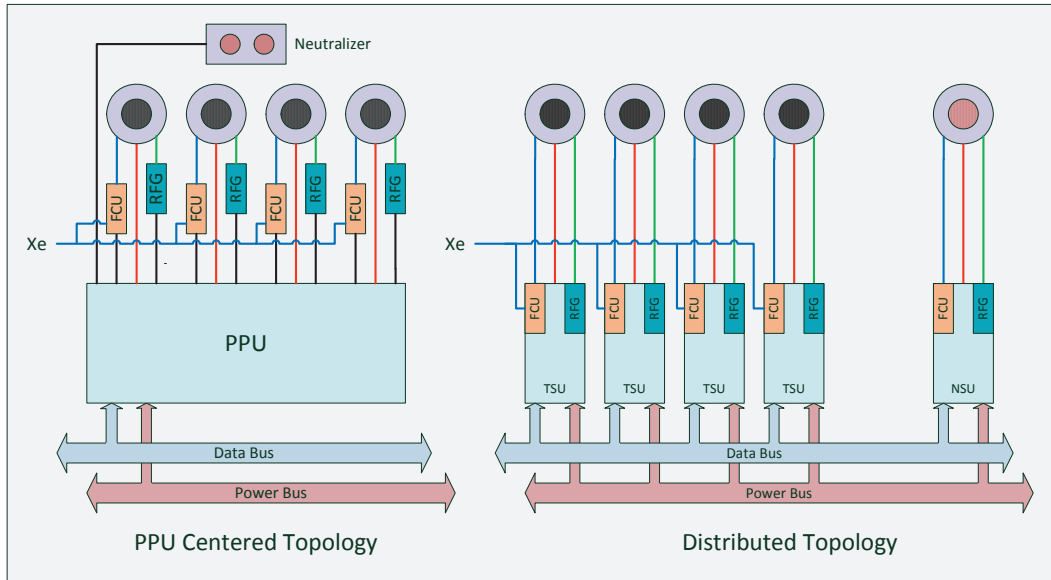 Neutralizer
FCU
RFG
FCU
RFG
FCU
RFG
FCU
RFG
Xe
PPU
Data Bus
Power Bus
PPU Centered Topology
Xe
FCU
RFG
TSU
FCU
RFG
TSU
FCU
RFG
TSU
FCU
RFG
TSU
FCU
RFG
NSU
Data Bus
Power Bus
Distributed Topology